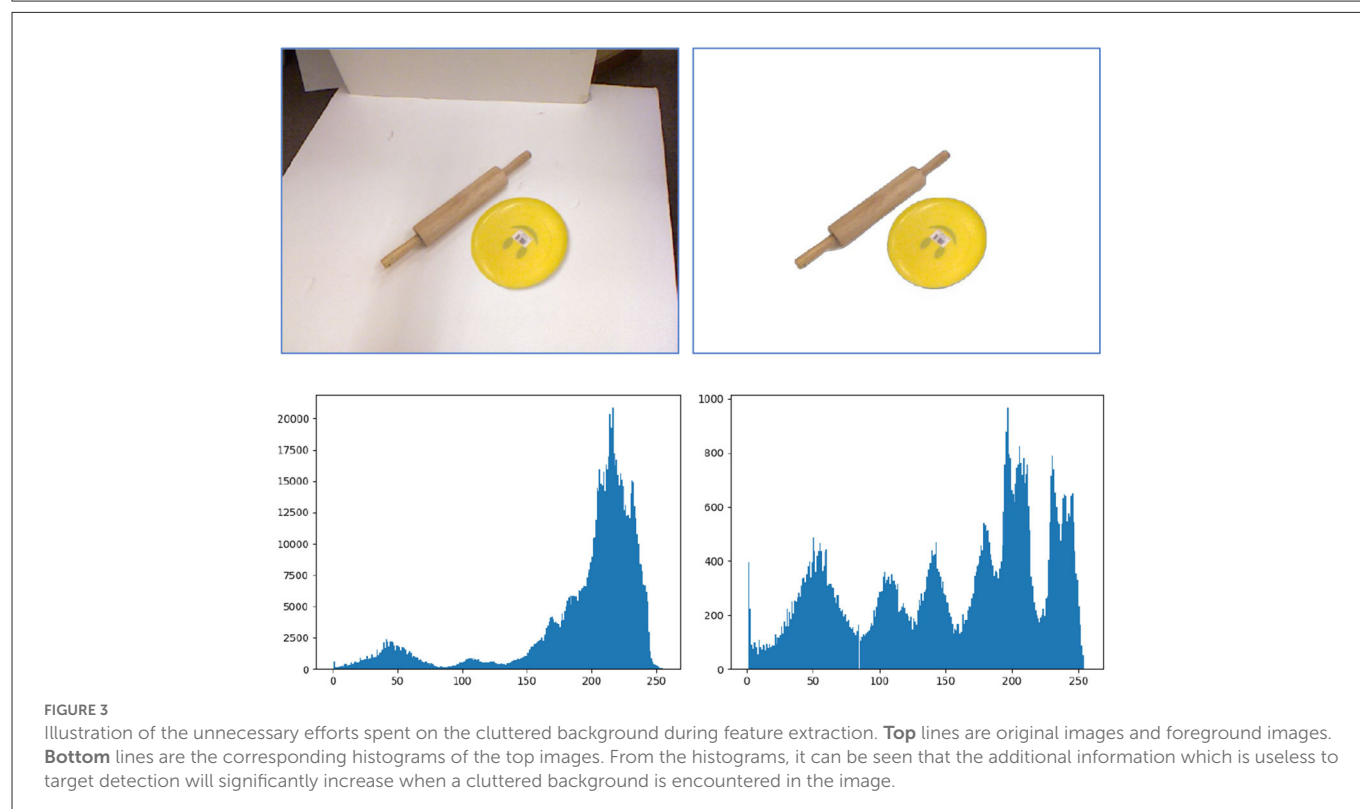 20000
17500
15000
12500
10000
7500
5000
2500
0
0 50 100 150 200 250
1000
800
600
400
200
0
0 50 100 150 200 250
FIGURE 3
Illustration of the unnecessary efforts spent on the cluttered background during feature extraction. Top lines are original images and foreground images.
Bottom lines are the corresponding histograms of the top images. From the histograms, it can be seen that the additional information which is useless to
target detection will significantly increase when a cluttered background is encountered in the image.